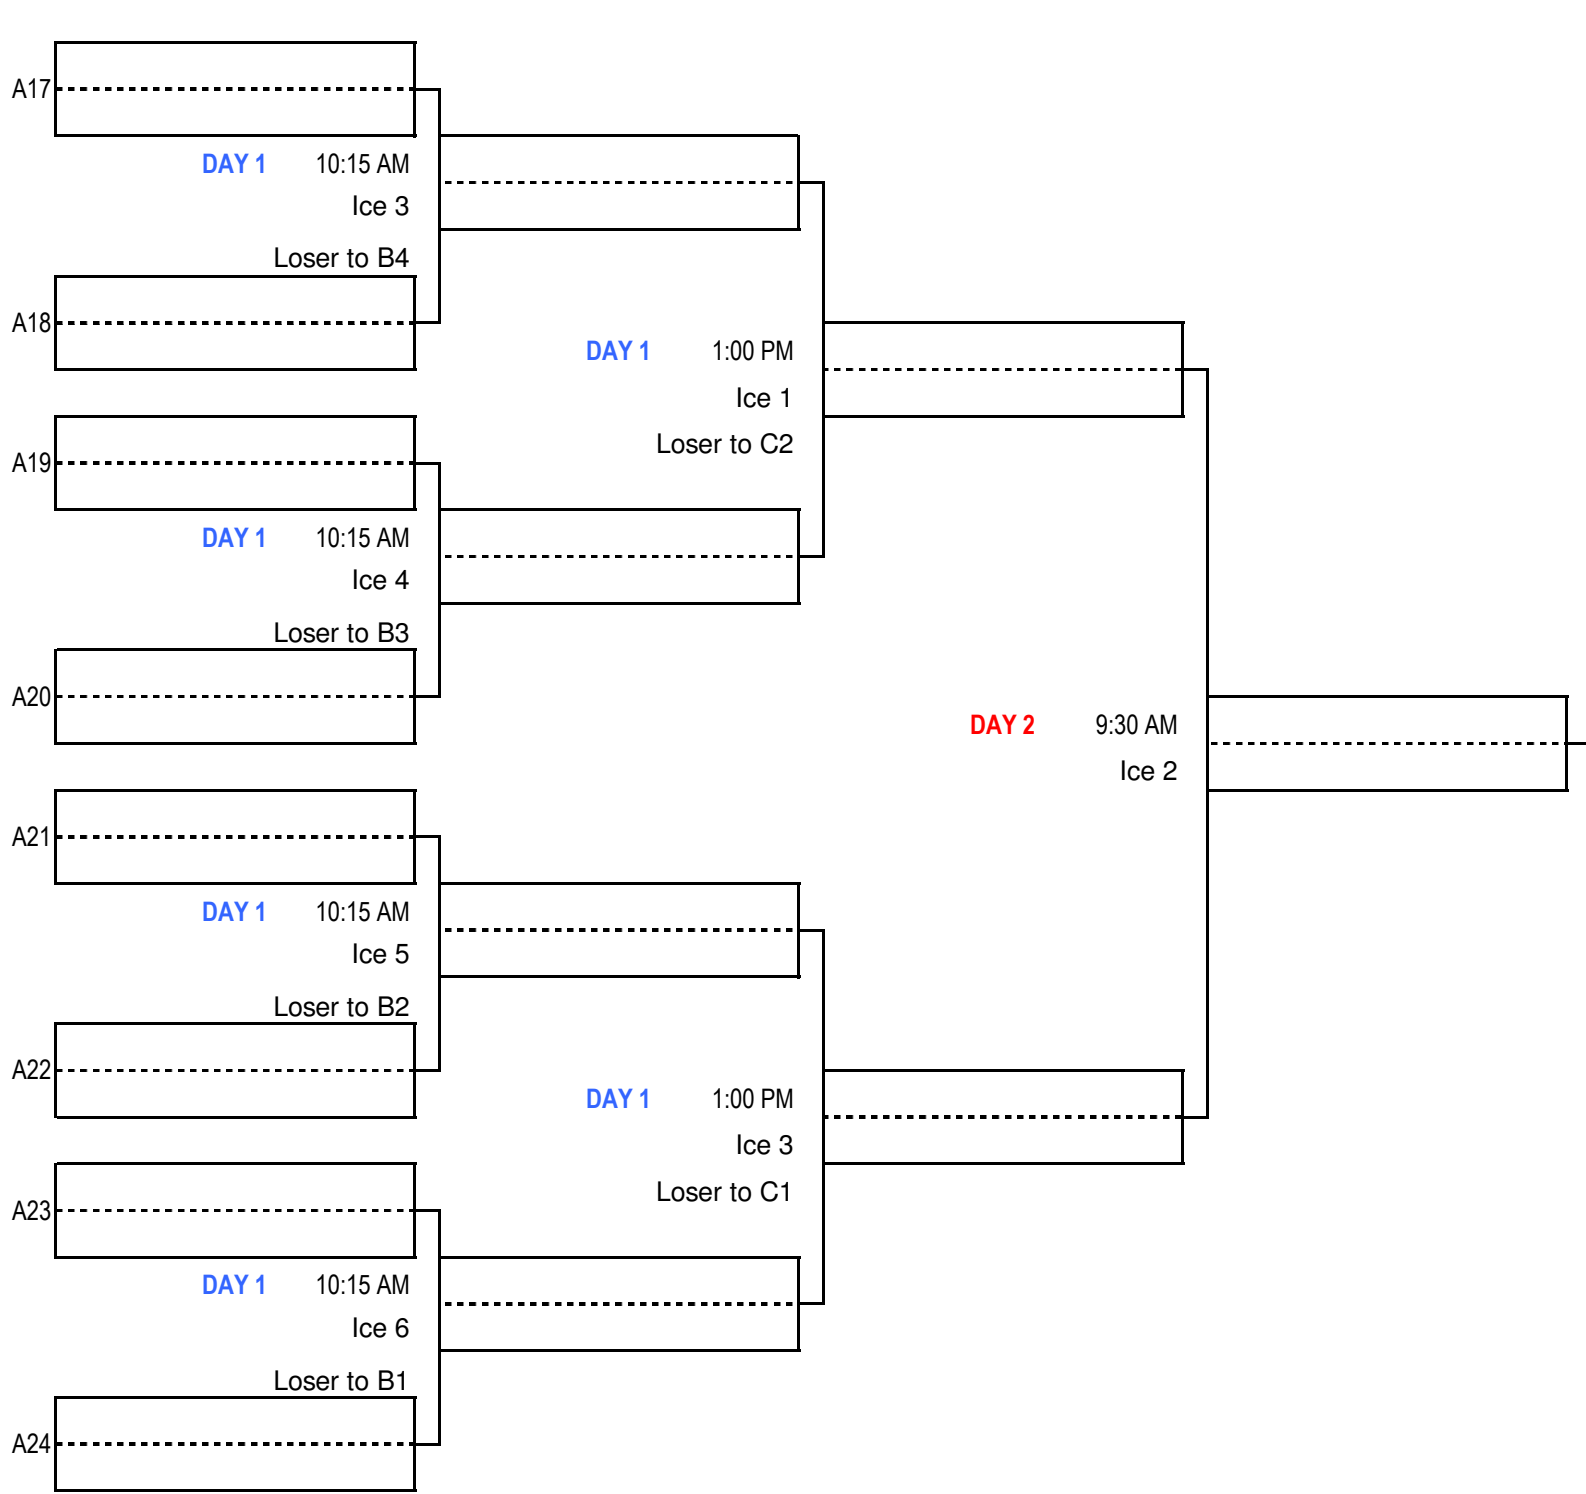 A17
DAY 1 10:15 AM
Ice 3
Loser to B4
A18
DAY 1 1:00 PM
Ice 1
Loser to C2
A19
DAY 1 10:15 AM
Ice 4
Loser to B3
A20
DAY 2 9:30 AM
Ice 2
A21
DAY 1 10:15 AM
Ice 5
Loser to B2
A22
DAY 1 1:00 PM
Ice 3
Loser to C1
A23
DAY 1 10:15 AM
Ice 6
Loser to B1
A24